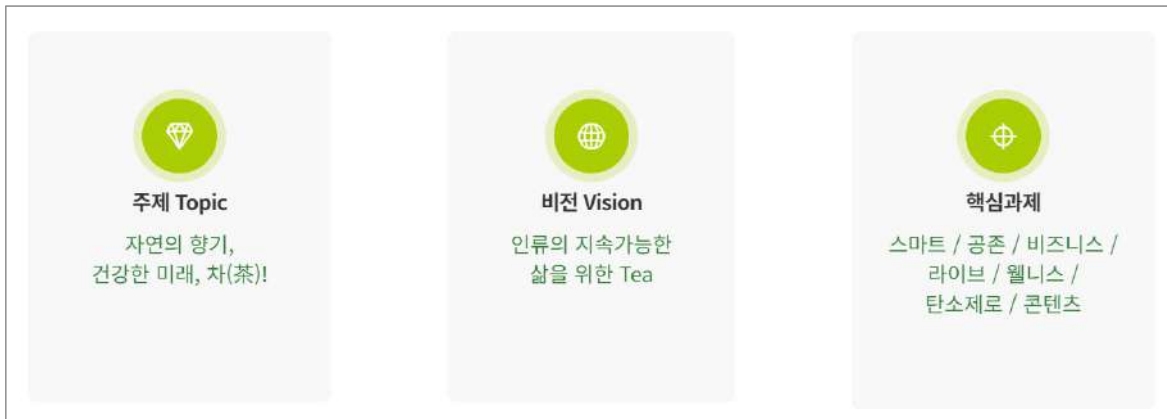 주제 Topic
자연의 향기,
건강한 미래, 차(茶)!
비전 Vision
인류의 지속가능한
삶을 위한 Tea
핵심과제
스마트 / 공존 / 비즈니스 /
라이브 / 웰니스 /
탄소제로 / 콘텐츠